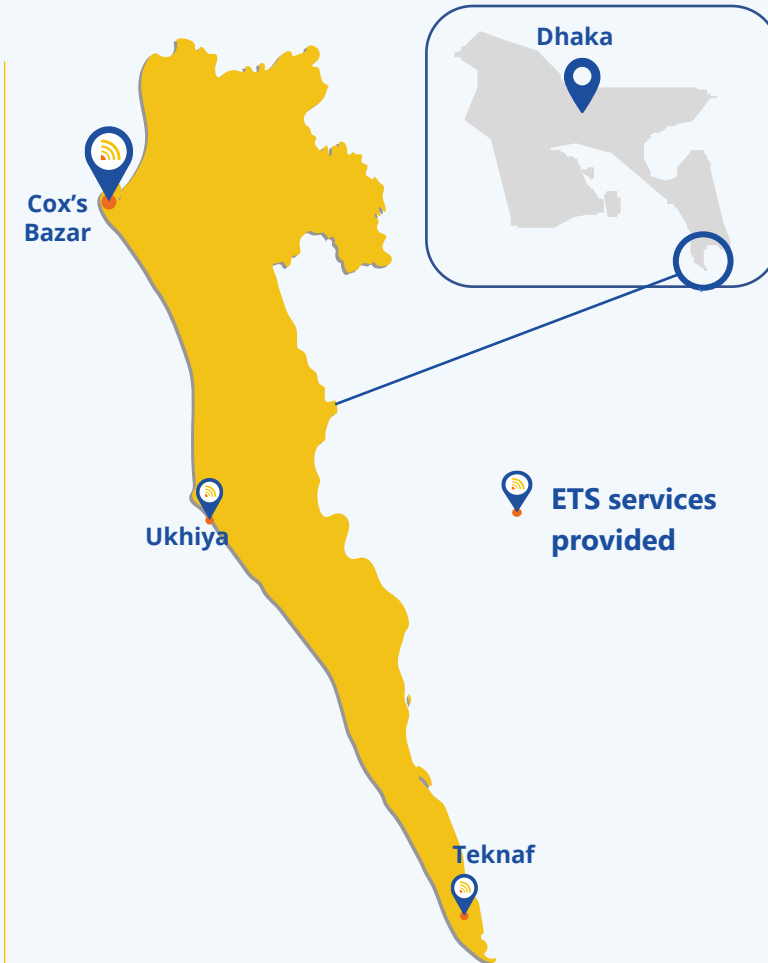 Dhaka
Cox’s
Bazar
ETS services
provided
Ukhiya
Teknaf